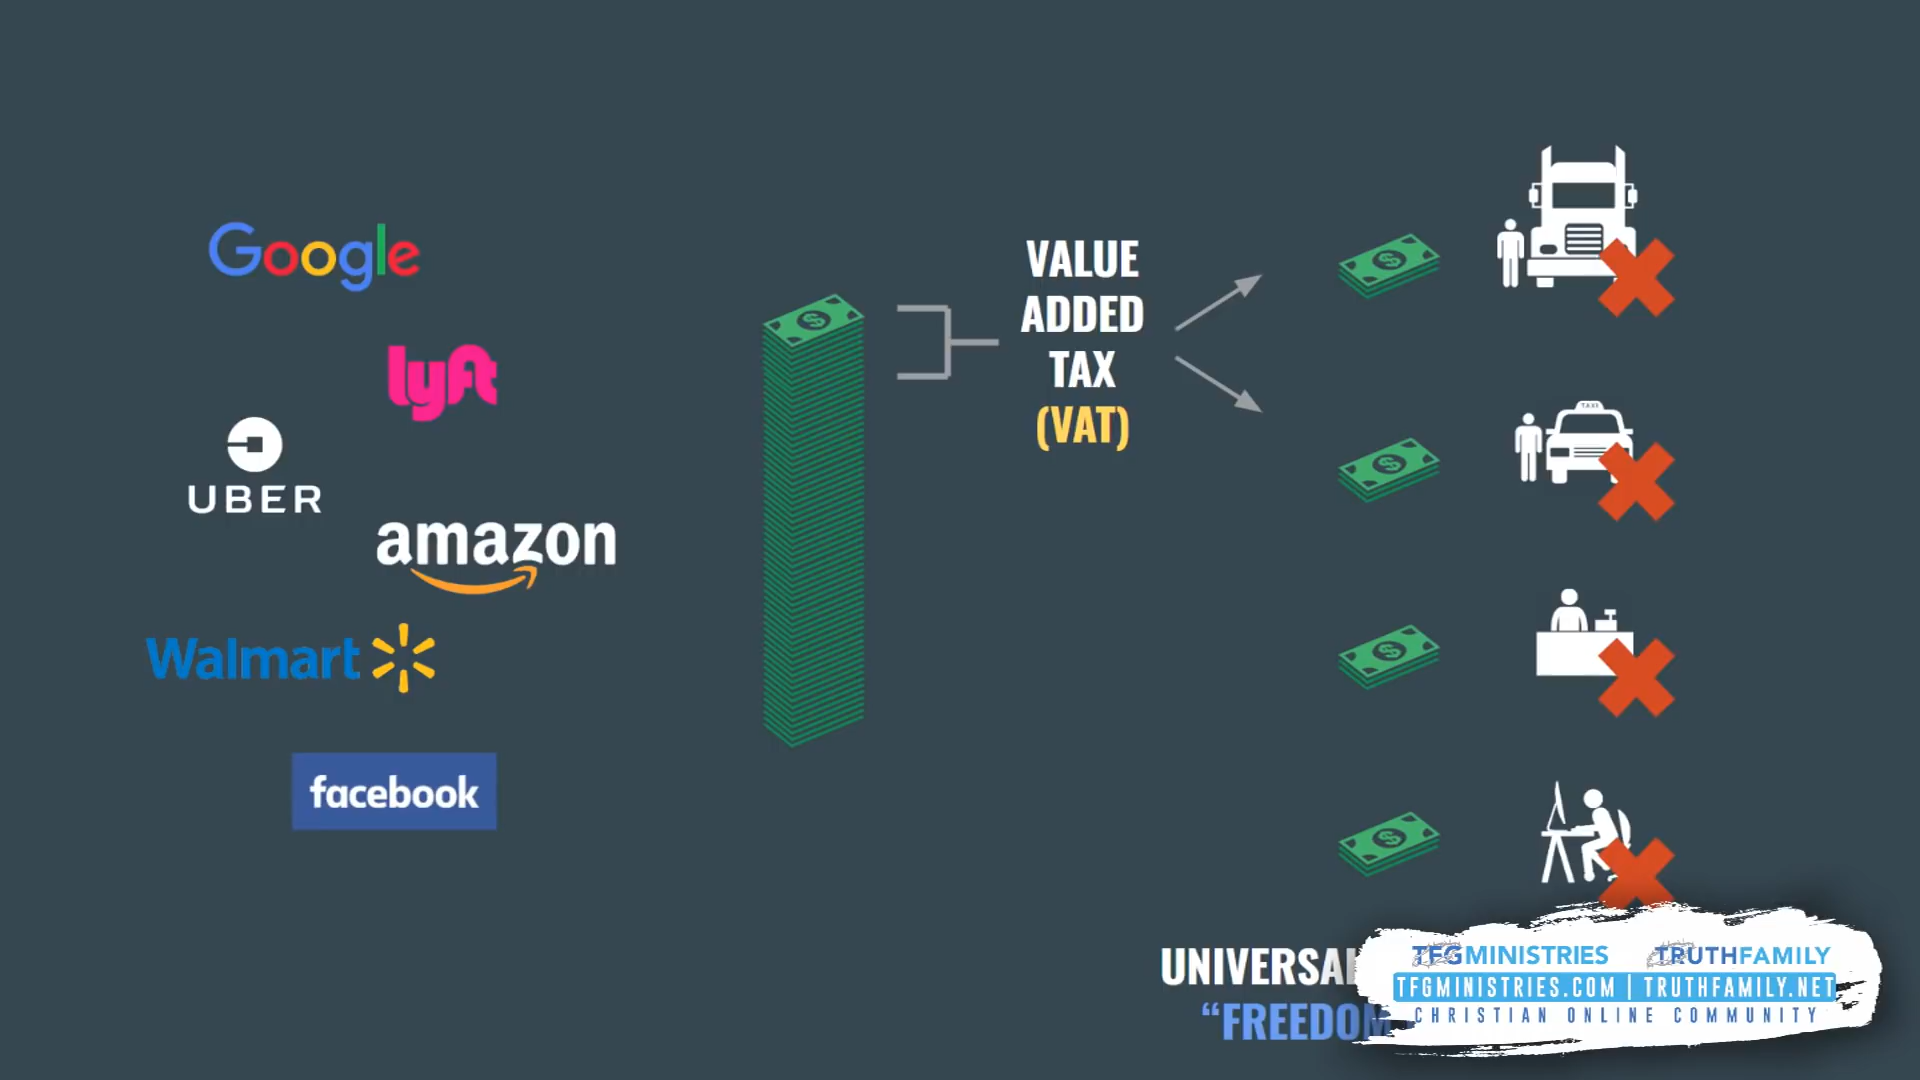 Google
lyft
UBER
amazon
Walmart
facebook
VALUE
ADDED
TAX
(VAT)
TAXI
UNIVERSAL
“FREEDOM
TFGMINISTRIES TRUTHFAMILY
TFGMINISTRIES.COM | TRUTHFAMILY.NET
CHRISTIAN ONLINE COMMUNITY